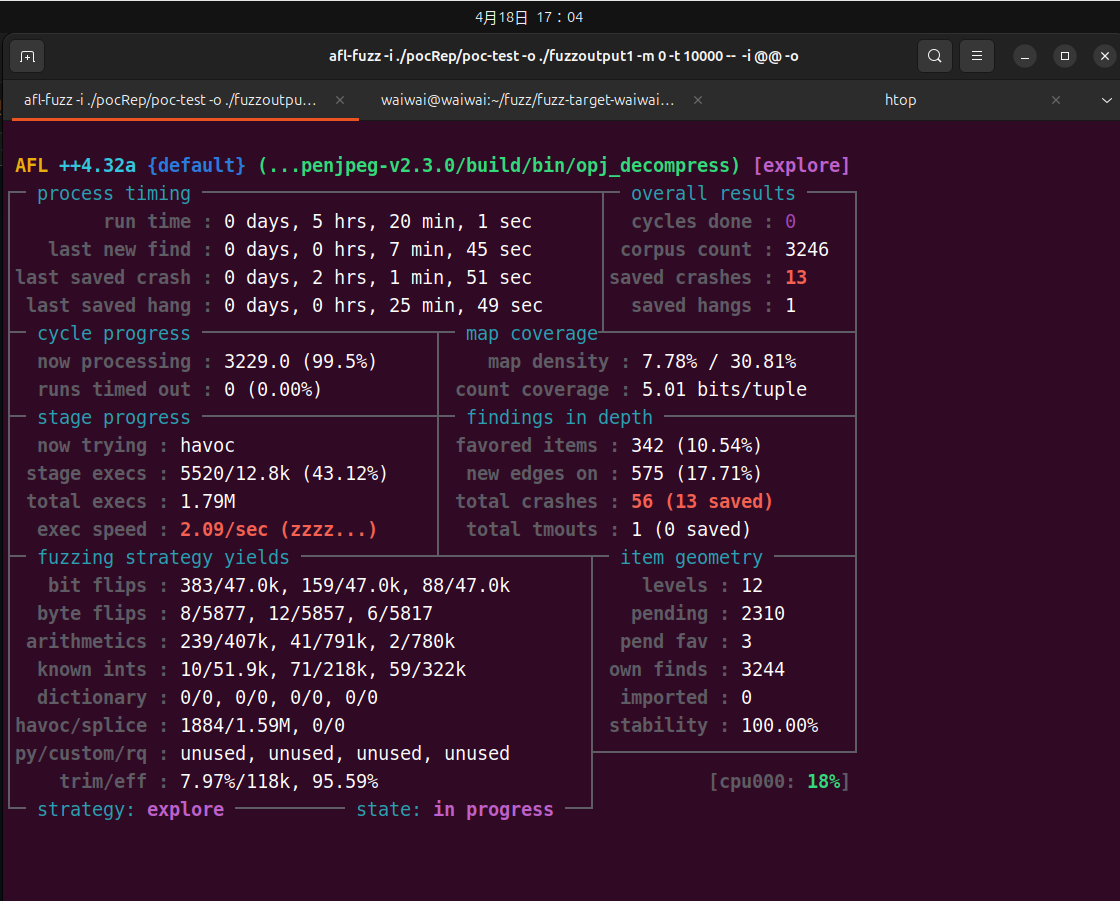 4月18日 17：04
afl-fuzz -i ./pocRep/poc-test -o ./fuzzoutput1 -m 0 -t 10000 -- -i @@ -o
afl-fuzz -i ./pocRep/poc-test -o ./fuzzoutpu… × waiwai@waiwai:~/fuzz/fuzz-target-waiwai… × htop ×
AFL ++4.32a {default} (...penjpeg-v2.3.0/build/bin/opj_decompress) [explore]
process timing overall results
run time : 0 days, 5 hrs, 20 min, 1 sec cycles done : 0
last new find : 0 days, 0 hrs, 7 min, 45 sec corpus count : 3246
last saved crash : 0 days, 2 hrs, 1 min, 51 sec saved crashes : 13
last saved hang : 0 days, 0 hrs, 25 min, 49 sec saved hangs : 1
cycle progress map coverage
now processing : 3229.0 (99.5%) map density : 7.78% / 30.81%
runs timed out : 0 (0.00%) count coverage : 5.01 bits/tuple
stage progress findings in depth
now trying : havoc favored items : 342 (10.54%)
stage execs : 5520/12.8k (43.12%) new edges on : 575 (17.71%)
total execs : 1.79M total crashes : 56 (13 saved)
exec speed : 2.09/sec (zzzz...) total tmouts : 1 (0 saved)
fuzzing strategy yields item geometry
bit flips : 383/47.0k, 159/47.0k, 88/47.0k levels : 12
byte flips : 8/5877, 12/5857, 6/5817 pending : 2310
arithmetics : 239/407k, 41/791k, 2/780k pend fav : 3
known ints : 10/51.9k, 71/218k, 59/322k own finds : 3244
dictionary : 0/0, 0/0, 0/0, 0/0 imported : 0
havoc/splice : 1884/1.59M, 0/0 stability : 100.00%
py/custom/rq : unused, unused, unused, unused
trim/eff : 7.97%/118k, 95.59% [cpu000: 18%]
strategy: explore state: in progress